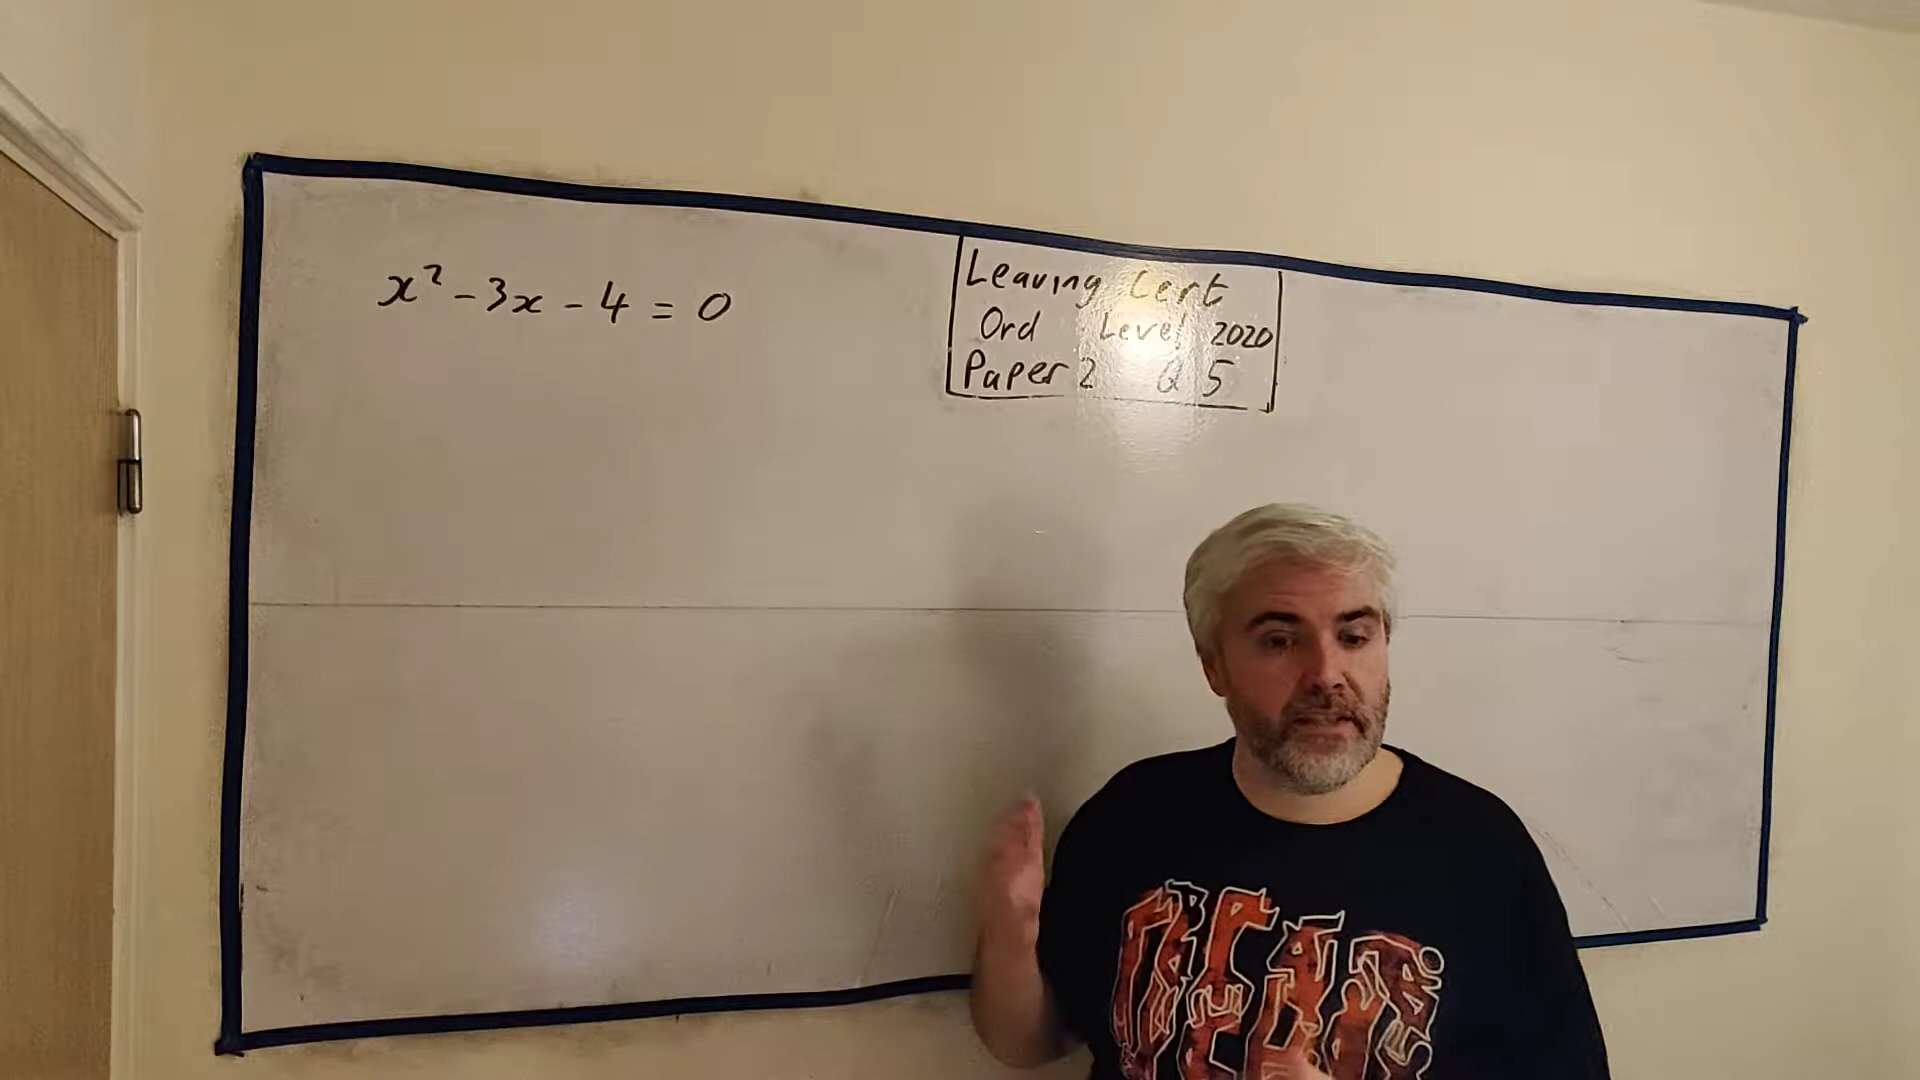 x² - 3x - 4 = 0
Leaving Cert
Ord Level 2020
Paper 2 Q 5